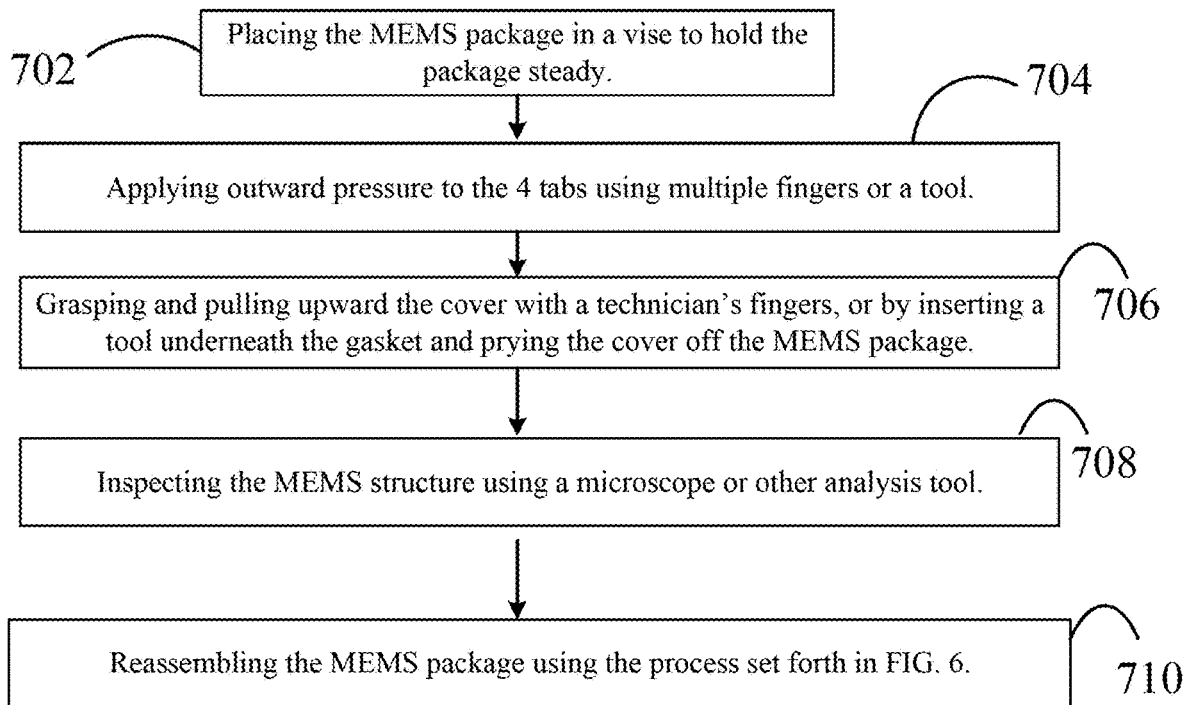 702
Placing the MEMS package in a vise to hold the
package steady.
704
Applying outward pressure to the 4 tabs using multiple fingers or a tool.
706
Grasping and pulling upward the cover with a technician's fingers, or by inserting a
tool underneath the gasket and prying the cover off the MEMS package.
708
Inspecting the MEMS structure using a microscope or other analysis tool.
710
Reassembling the MEMS package using the process set forth in FIG. 6.